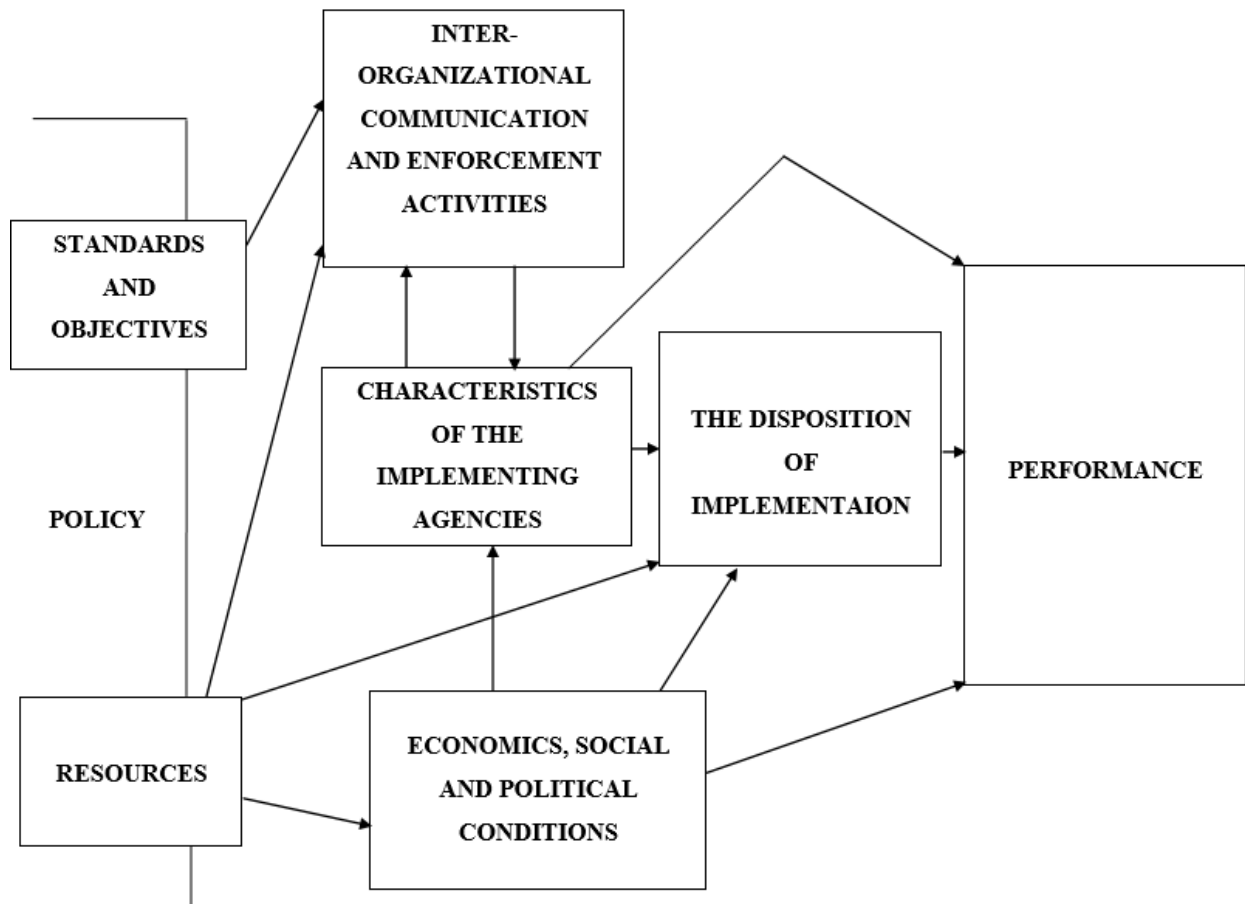 INTER-
ORGANIZATIONAL
COMMUNICATION
AND ENFORCEMENT
ACTIVITIES
STANDARDS
AND
OBJECTIVES
CHARACTERISTICS
OF THE
IMPLEMENTING
AGENCIES
THE DISPOSITION
OF
IMPLEMENTAION
PERFORMANCE
POLICY
RESOURCES
ECONOMICS, SOCIAL
AND POLITICAL
CONDITIONS